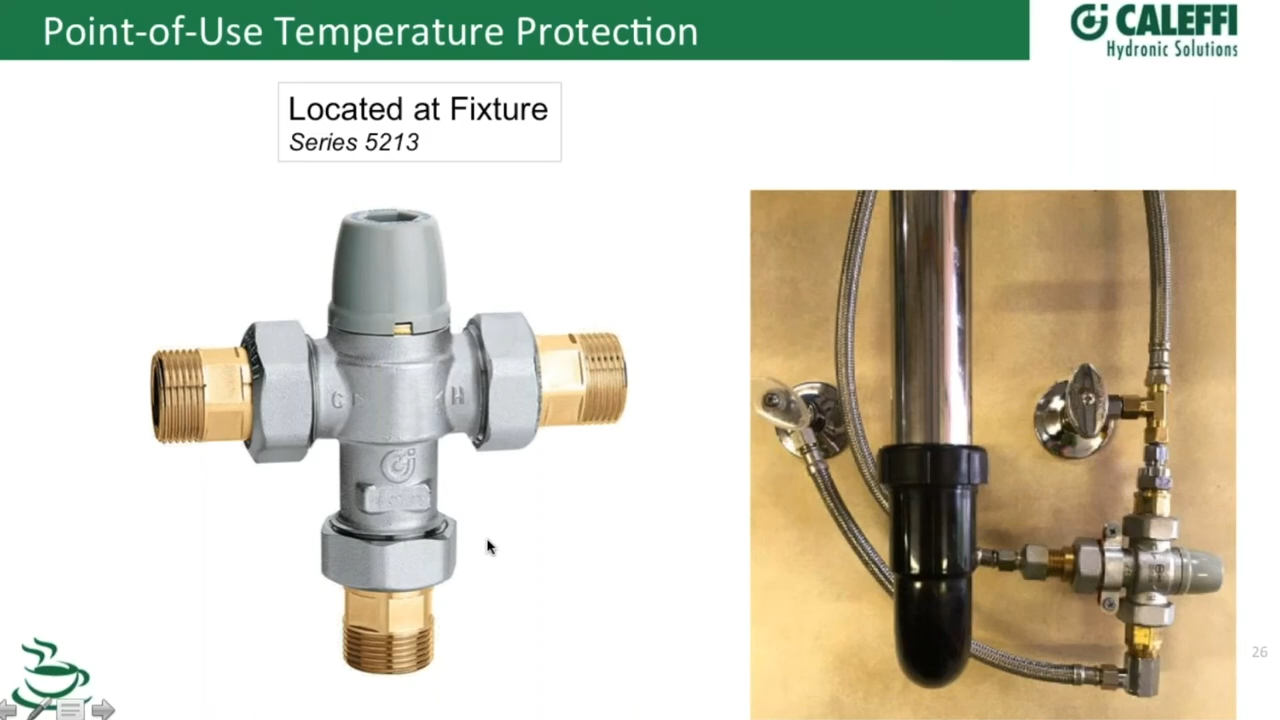 Point-of-Use Temperature Protection
CALEFFI
Hydronic Solutions
Located at Fixture
Series 5213
C
H
26